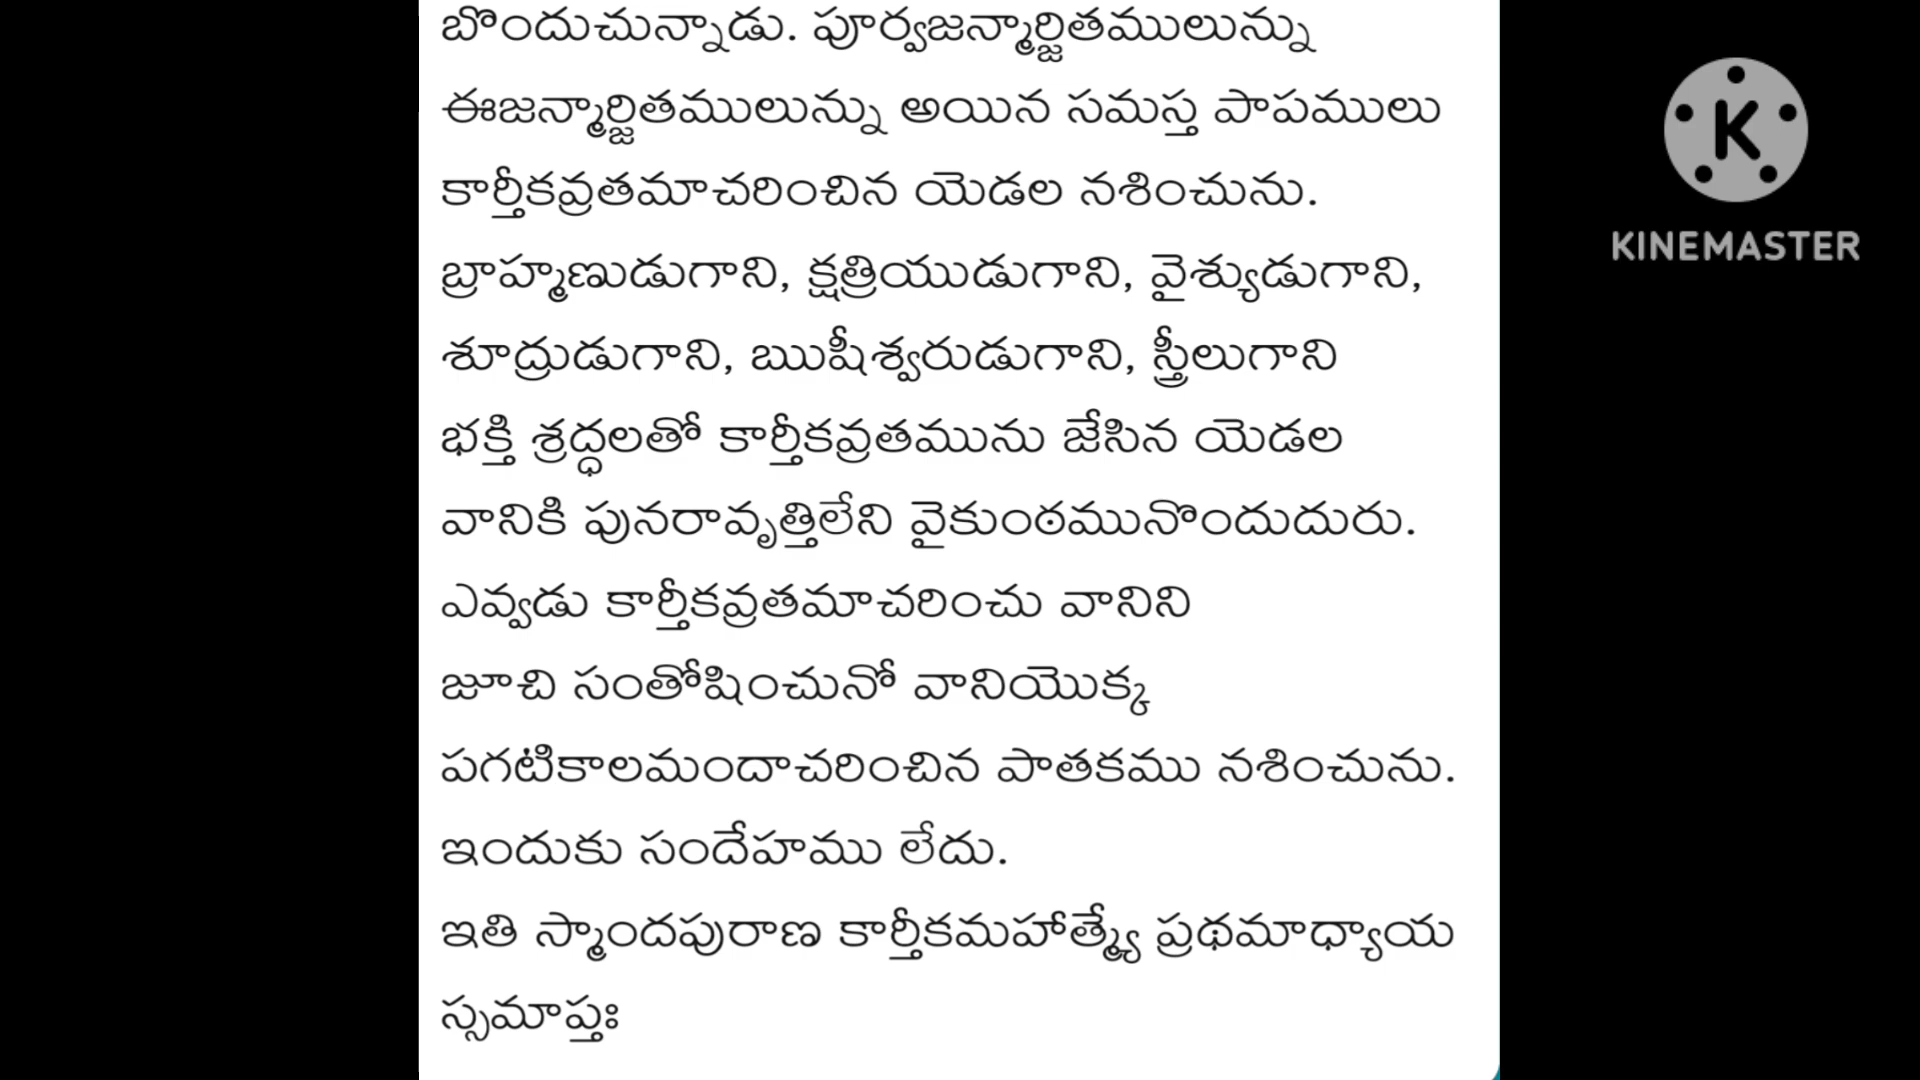 బొందుచున్నాడు. పూర్వజన్మార్జితములున్ను
ఈజన్మార్జితములున్ను అయిన సమస్త పాపములు
కార్తీకవ్రతమాచరించిన యెడల నశించును.
బ్రాహ్మణుడుగాని, క్షత్రియుడుగాని, వైశ్యుడుగాని,
శూద్రుడుగాని, ఋషీశ్వరుడుగాని, స్త్రీలుగాని
భక్తి శ్రద్ధలతో కార్తీకవ్రతమును జేసిన యెడల
వానికి పునరావృత్తిలేని వైకుంఠమునొందుదురు.
ఎవ్వడు కార్తీకవ్రతమాచరించు వానిని
జూచి సంతోషించునో వానియొక్క
పగటికాలమందాచరించిన పాతకము నశించును.
ఇందుకు సందేహము లేదు.
ఇతి స్మాందపురాణ కార్తీకమహాత్మ్యే ప్రథమాధ్యాయ
స్సమాప్తః
KINEMASTER